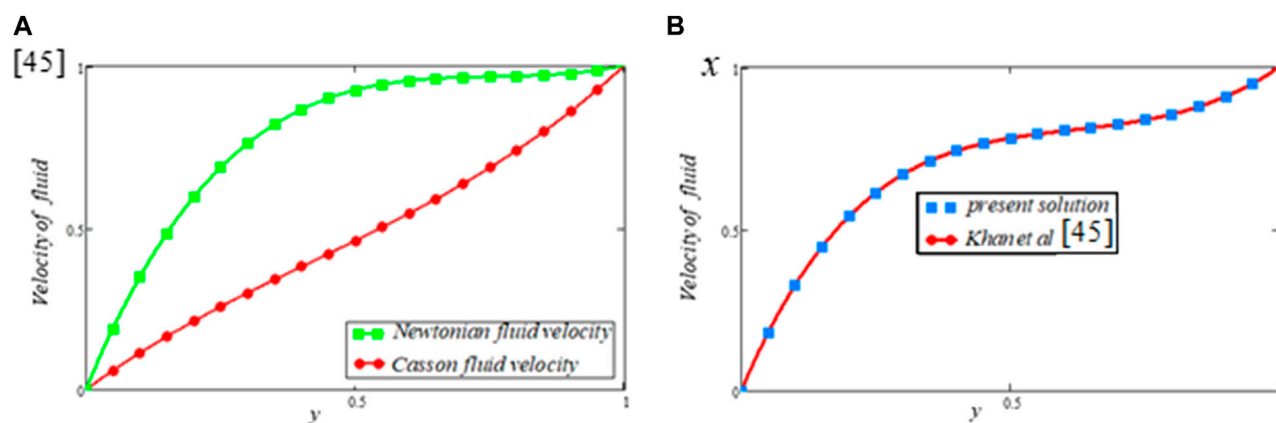 A
[45]
1
Velocity of fluid
0.5
0
Newtonian fluid velocity
Casson fluid velocity
0.5
1
y
B
x
1
Velocity of fluid
0.5
0
present solution
Khan et al [45]
0.5
y